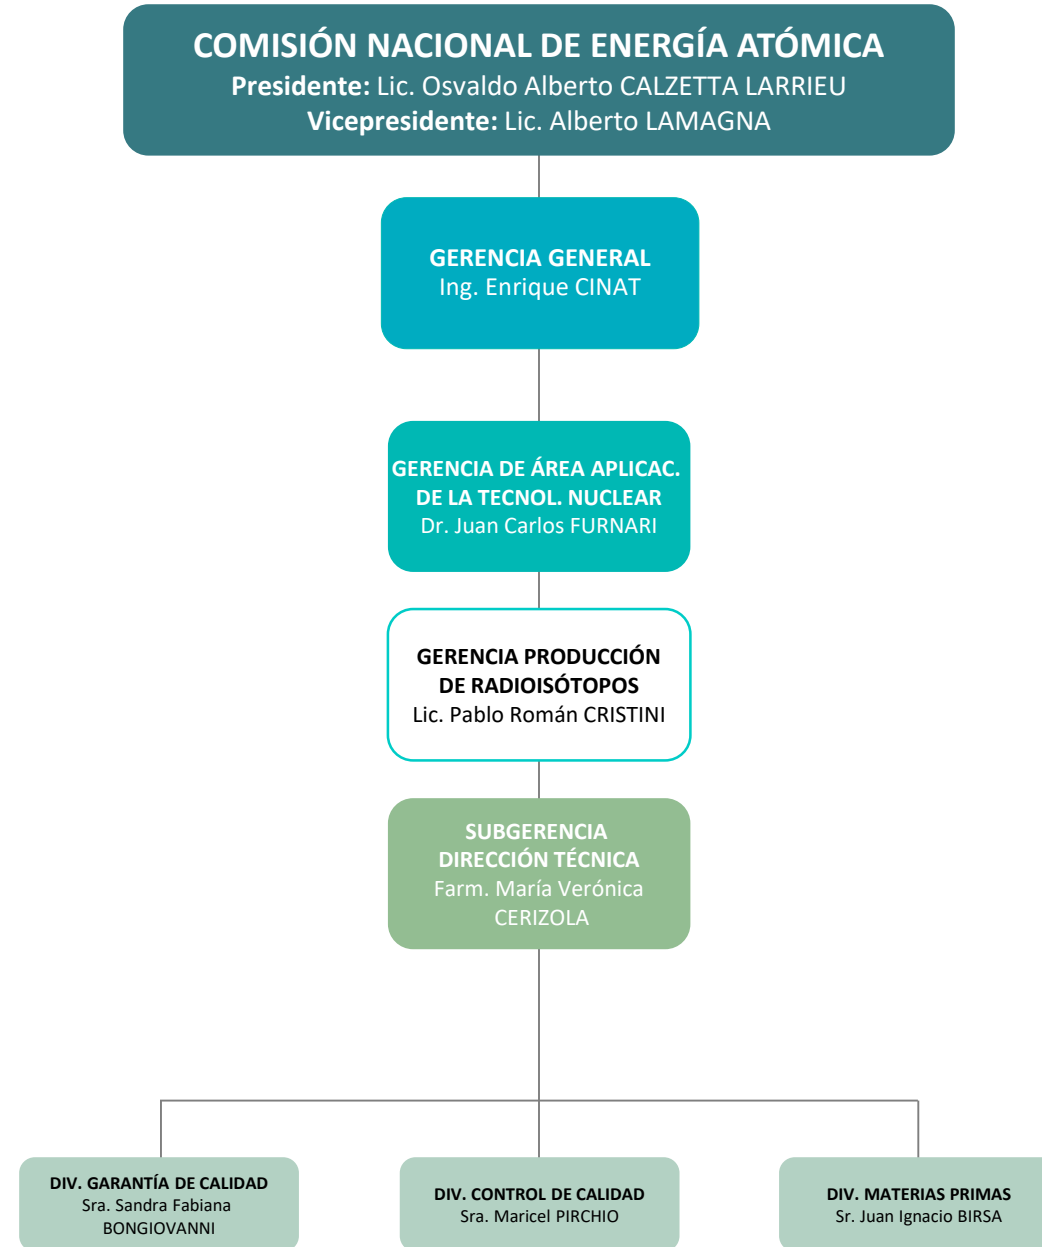 COMISIÓN NACIONAL DE ENERGÍA ATÓMICA
Presidente: Lic. Osvaldo Alberto CALZETTA LARRIEU
Vicepresidente: Lic. Alberto LAMAGNA
GERENCIA GENERAL
Ing. Enrique CINAT
GERENCIA DE ÁREA APLICAC.
DE LA TECNOL. NUCLEAR
Dr. Juan Carlos FURNARI
GERENCIA PRODUCCIÓN
DE RADIOISÓTOPOS
Lic. Pablo Román CRISTINI
SUBGERENCIA
DIRECCIÓN TÉCNICA
Farm. María Verónica
CERIZOLA
DIV. GARANTÍA DE CALIDAD
Sra. Sandra Fabiana
BONGIOVANNI
DIV. CONTROL DE CALIDAD
Sra. Maricel PIRCHIO
DIV. MATERIAS PRIMAS
Sr. Juan Ignacio BIRSA